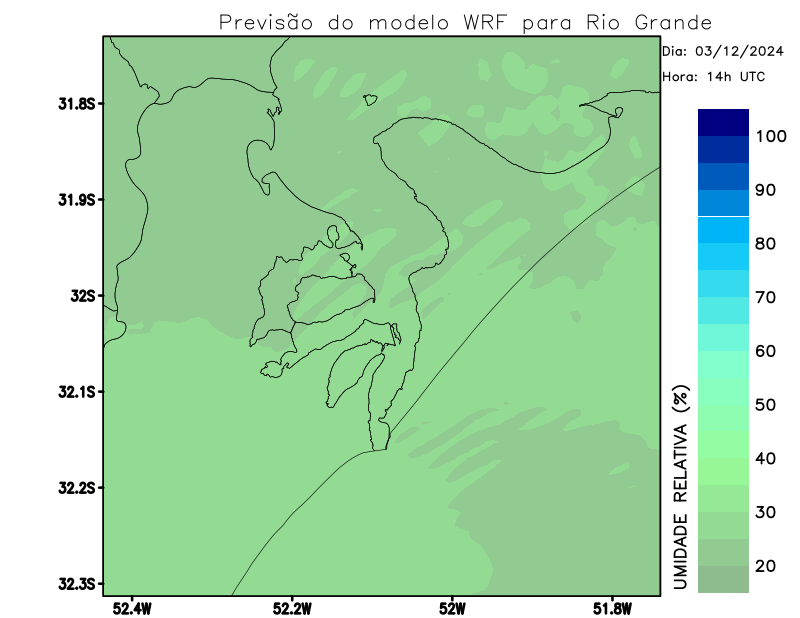 Previsão do modelo WRF para Rio Grande
Dia: 03/12/2024
Hora: 14h UTC
31.8S
31.9S
32S
32.1S
32.2S
32.3S
52.4W
52.2W
52W
51.8W
100
90
80
70
60
50
40
30
20
UMIDADE RELATIVA (%)